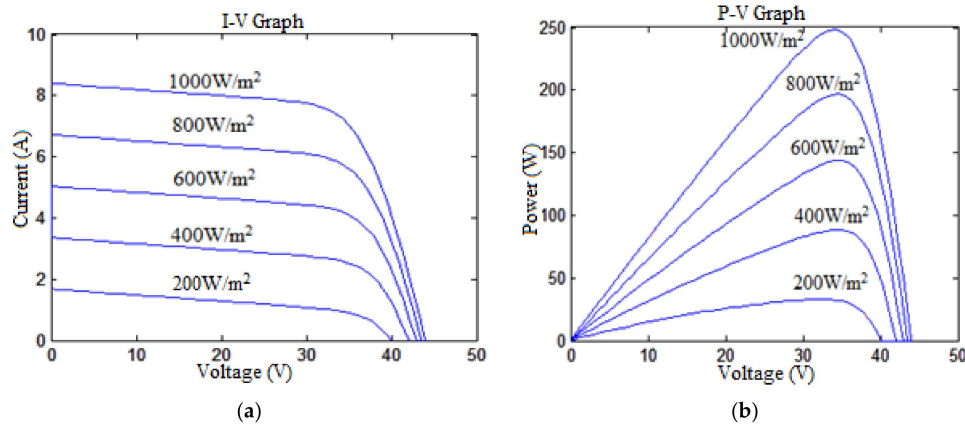 I-V Graph
10
8
6
4
2
0
Current (A)
1000W/m²
800W/m²
600W/m²
400W/m²
200W/m²
0
10
20
30
40
50
Voltage (V)
(a)
P-V Graph
250
200
150
100
50
0
Power (W)
1000W/m²
800W/m²
600W/m²
400W/m²
200W/m²
0
10
20
30
40
50
Voltage (V)
(b)